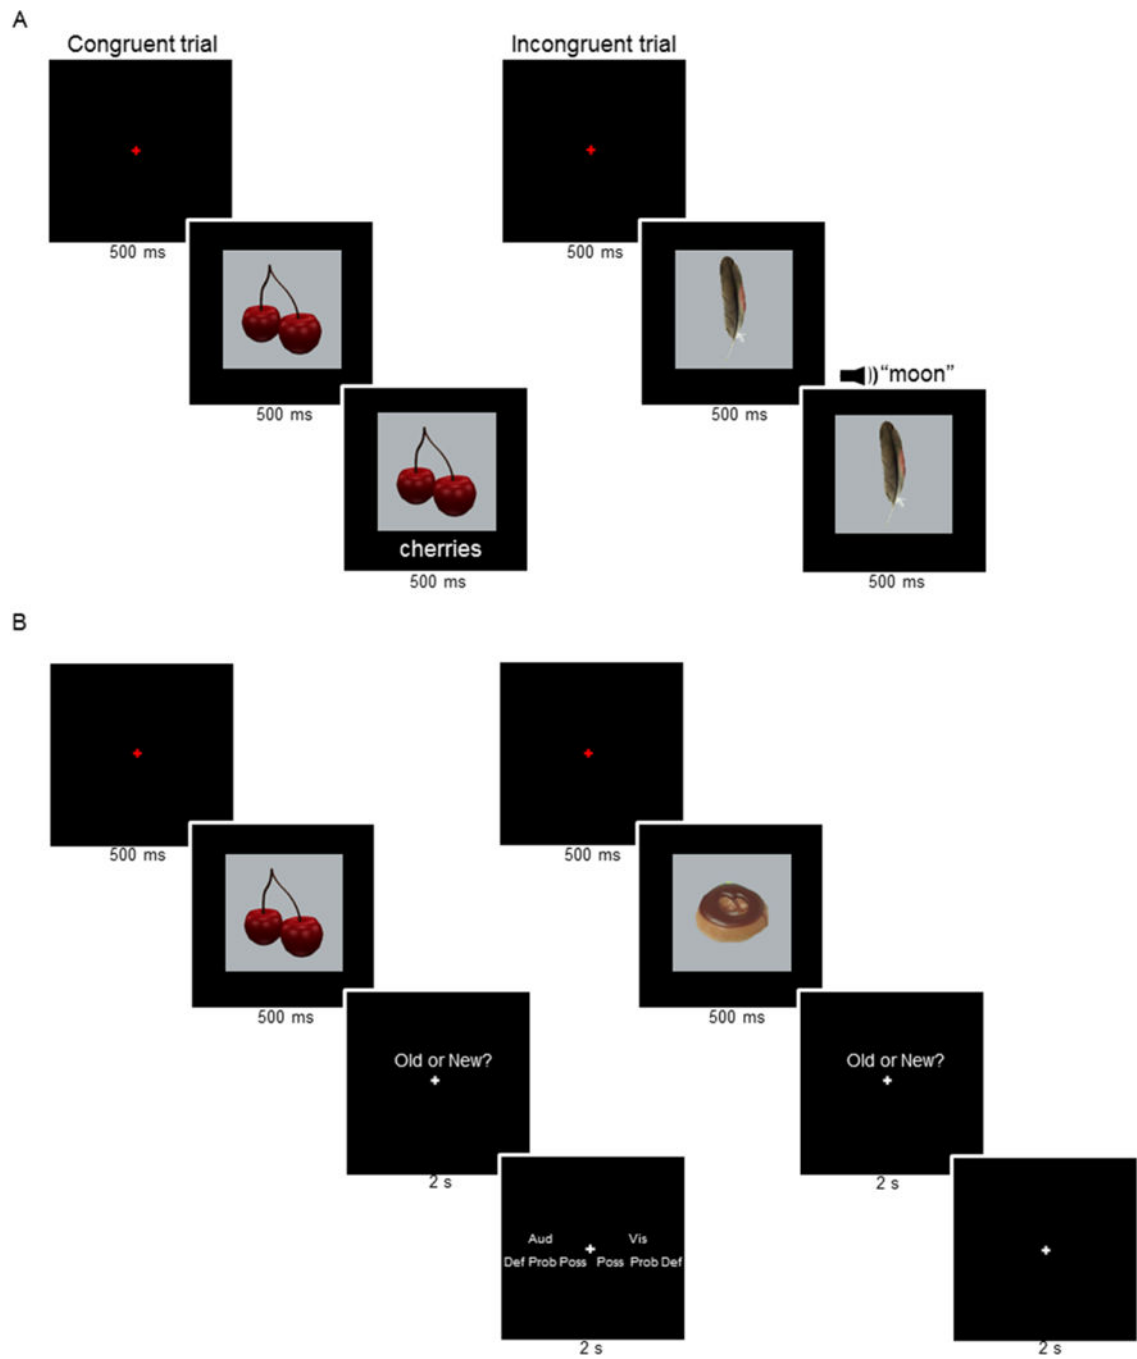 A
Congruent trial
Incongruent trial
500 ms
500 ms
500 ms
500 ms
"moon"
cherries
500 ms
500 ms
B
500 ms
500 ms
500 ms
500 ms
Old or New?
Old or New?
2 s
2 s
Aud Vis
Def Prob Poss Poss Prob Def
2 s
2 s